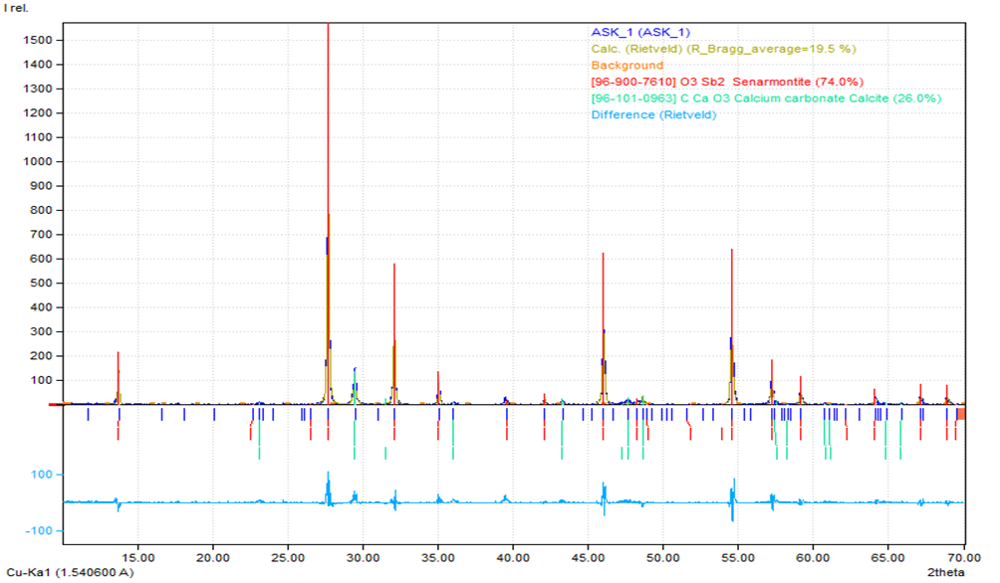 I rel.
ASK_1 (ASK_1)
Calc. (Rietveld) (R_Bragg_average=19.5 %)
Background
[96-900-7610] O3 Sb2  Senarmontite (74.0%)
[96-101-0963] C Ca O3 Calcium carbonate Calcite (26.0%)
Difference (Rietveld)
1500
1400
1300
1200
1100
1000
900
800
700
600
500
400
300
200
100
100
-100
15.00 20.00 25.00 30.00 35.00 40.00 45.00 50.00 55.00 60.00 65.00 70.00
Cu-Ka1 (1.540600 A) 2theta